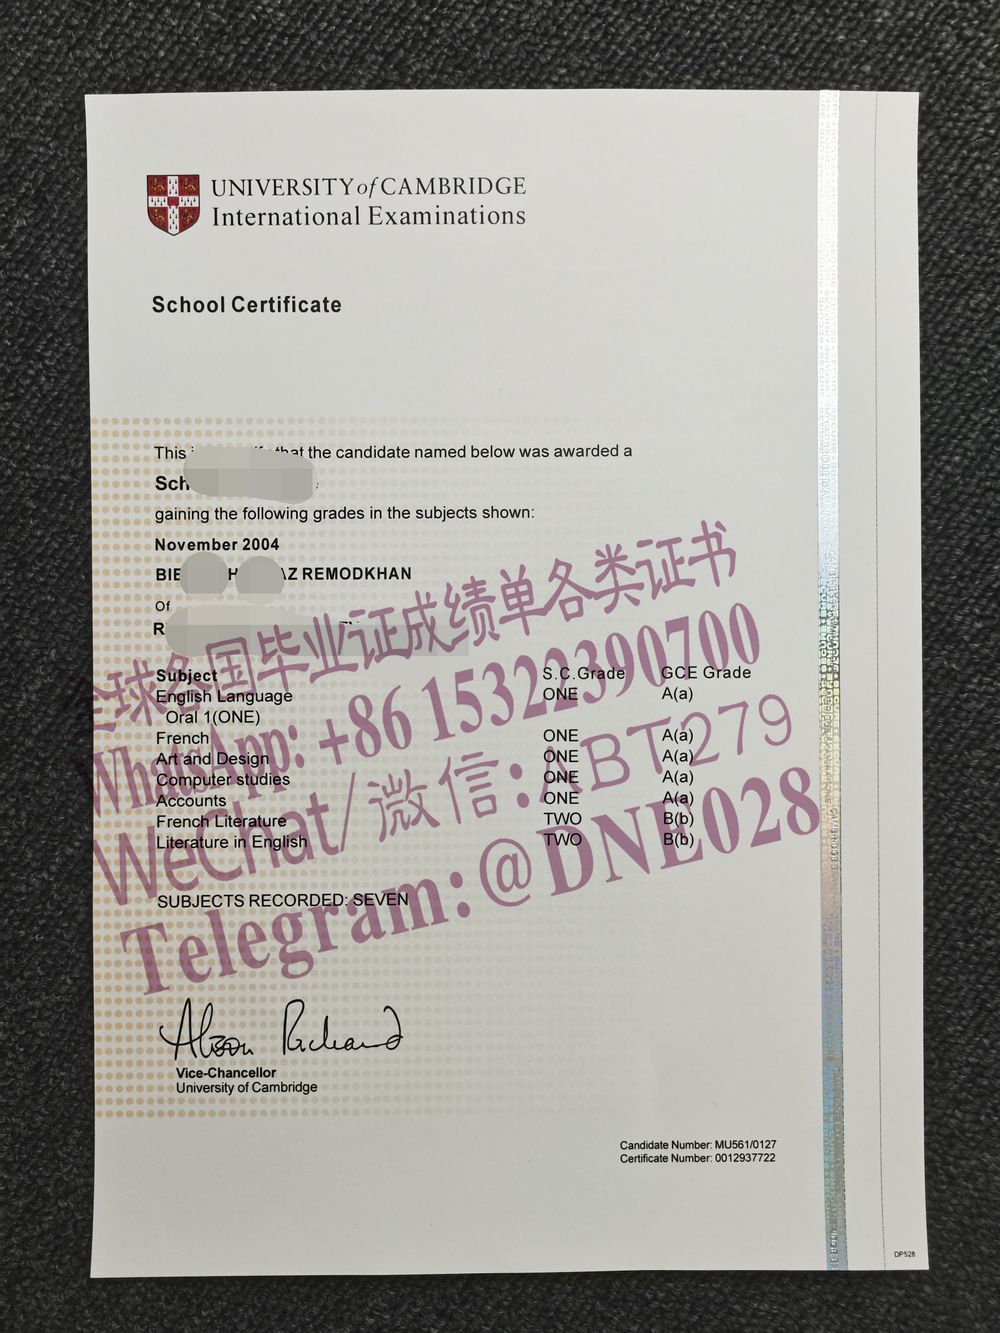 UNIVERSITY of CAMBRIDGE
International Examinations
School Certificate
This that the candidate named below was awarded a
Sch
gaining the following grades in the subjects shown:
November 2004
BIE H AZ REMODKHAN
Of
R
全球各国毕业证成绩单各类证书
Subject S.C.Grade GCE Grade
English Language ONE A(a)
Oral 1(ONE)
WhatsApp: +86 15322390700
French ONE A(a)
Art and Design ONE A(a)
Computer studies ONE A(a)
Accounts ONE A(a)
French Literature TWO B(b)
Literature in English TWO B(b)
WeChat/微信:ABT279
SUBJECTS RECORDED: SEVEN
Telegram:@DNE028
Alison Richard
Vice-Chancellor
University of Cambridge
Candidate Number: MU561/0127
Certificate Number: 0012937722
DP528